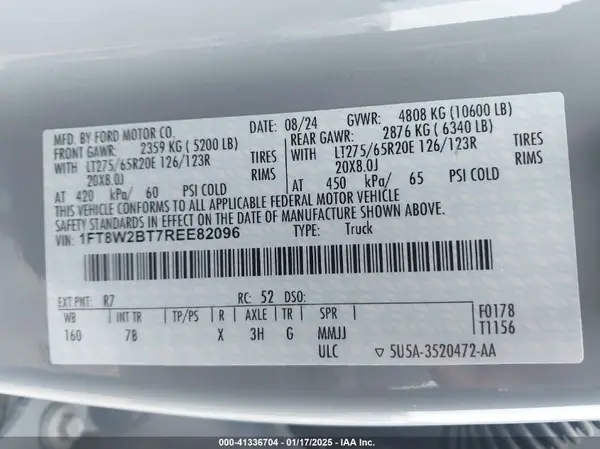 MFD. BY FORD MOTOR CO.
DATE: 08/24 GVWR: 4808 KG (10600 LB)
FRONT GAWR: 2359 KG ( 5200 LB) REAR GAWR: 2876 KG ( 6340 LB)
WITH LT275/65R20E 126/123R TIRES WITH LT275/65R20E 126/123R TIRES
20X8.0J RIMS 20X8.0J RIMS
AT 420 kPa/ 60 PSI COLD AT 450 kPa/ 65 PSI COLD
THIS VEHICLE CONFORMS TO ALL APPLICABLE FEDERAL MOTOR VEHICLE
SAFETY STANDARDS IN EFFECT ON THE DATE OF MANUFACTURE SHOWN ABOVE.
VIN: 1FT8W2BT7REE82096 TYPE: Truck
EXT PNT: R7 RC: 52 DSO:
WB INT TR TP/PS R AXLE TR SPR F0178
160 7B X 3H G MMJJ T1156
ULC ▽ 5U5A-3520472-AA
000-41336704 — 01/17/2025 — IAA Inc.